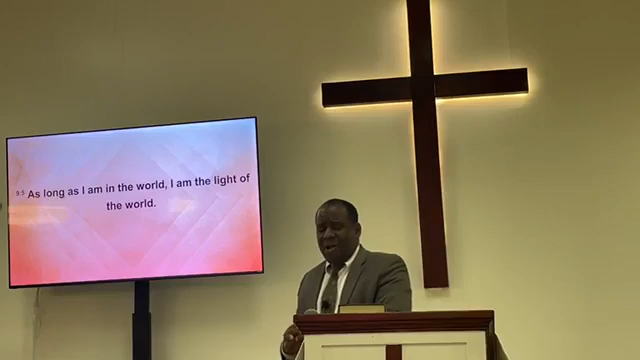 9:5 As long as I am in the world, I am the light of
the world.